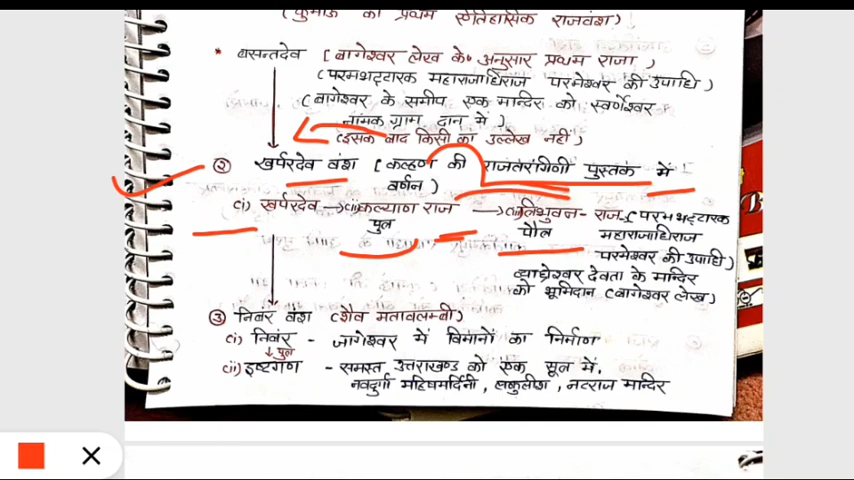 (कुमाऊँ का प्रथम ऐतिहासिक राजवंश)
* बसन्तदेव [बागेश्वर लेख के अनुसार प्रथम राजा)
(परमभट्टारक महाराजाधिराज परमेश्वर की उपाधि)
(बागेश्वर के समीप एक मन्दिर को स्वर्णेश्वर
नामक ग्राम दान में)
(इसके बाद किसी का उल्लेख नहीं)
② खर्परदेव वंश [कल्हण की राजतरंगिणी पुस्तक में
वर्णन)
(i) खर्परदेव → (ii) कल्याण राज → (iii) त्रिभुवन - राज [परमभट्टारक
पुत्र पौत्र महाराजाधिराज
परमेश्वर की उपाधि)
व्याघ्रेश्वर देवता के मन्दिर
को भूमिदान (बागेश्वर लेख)
③ निंबर वंश (शैव मतावलम्बी)
(i) निंबर - जागेश्वर में विमानों का निर्माण
↓ पुत्र
(ii) इष्टगण - समस्त उत्तराखण्ड को एक सूत्र में,
नवदुर्गा महिषमर्दिनी, लकुलीश, नटराज मन्दिर